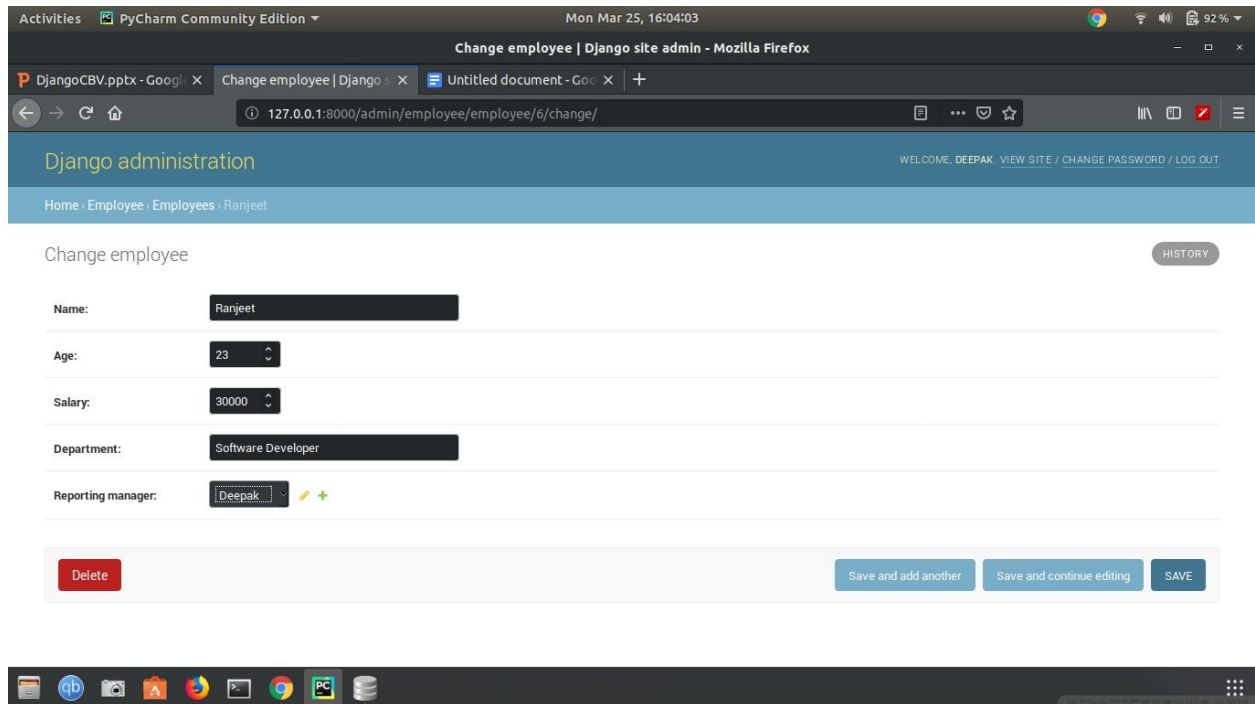 Activities PyCharm Community Edition Mon Mar 25, 16:04:03 92 %
Change employee | Django site admin - Mozilla Firefox
DjangoCBV.pptx - Googl Change employee | Django s Untitled document - Goo
127.0.0.1:8000/admin/employee/employee/6/change/
Django administration WELCOME, DEEPAK. VIEW SITE / CHANGE PASSWORD / LOG OUT
Home › Employee › Employees › Ranjeet
Change employee HISTORY
Name: Ranjeet
Age: 23
Salary: 30000
Department: Software Developer
Reporting manager: Deepak
Delete Save and add another Save and continue editing SAVE
qb PC